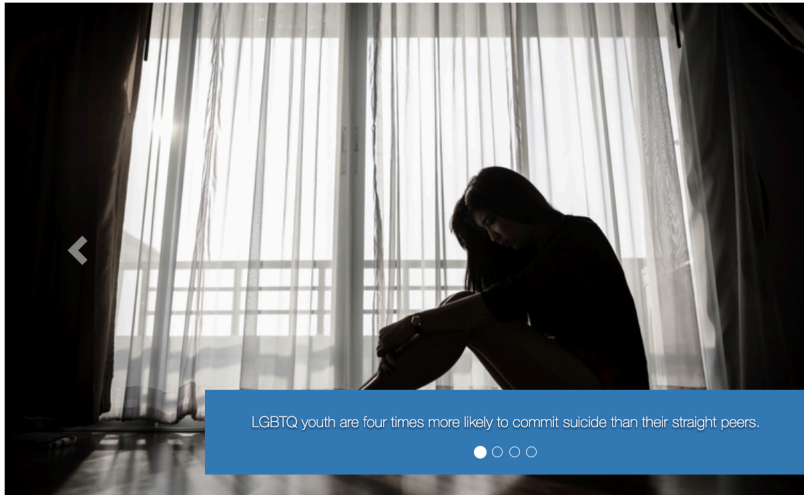 LGBTQ youth are four times more likely to commit suicide than their straight peers.